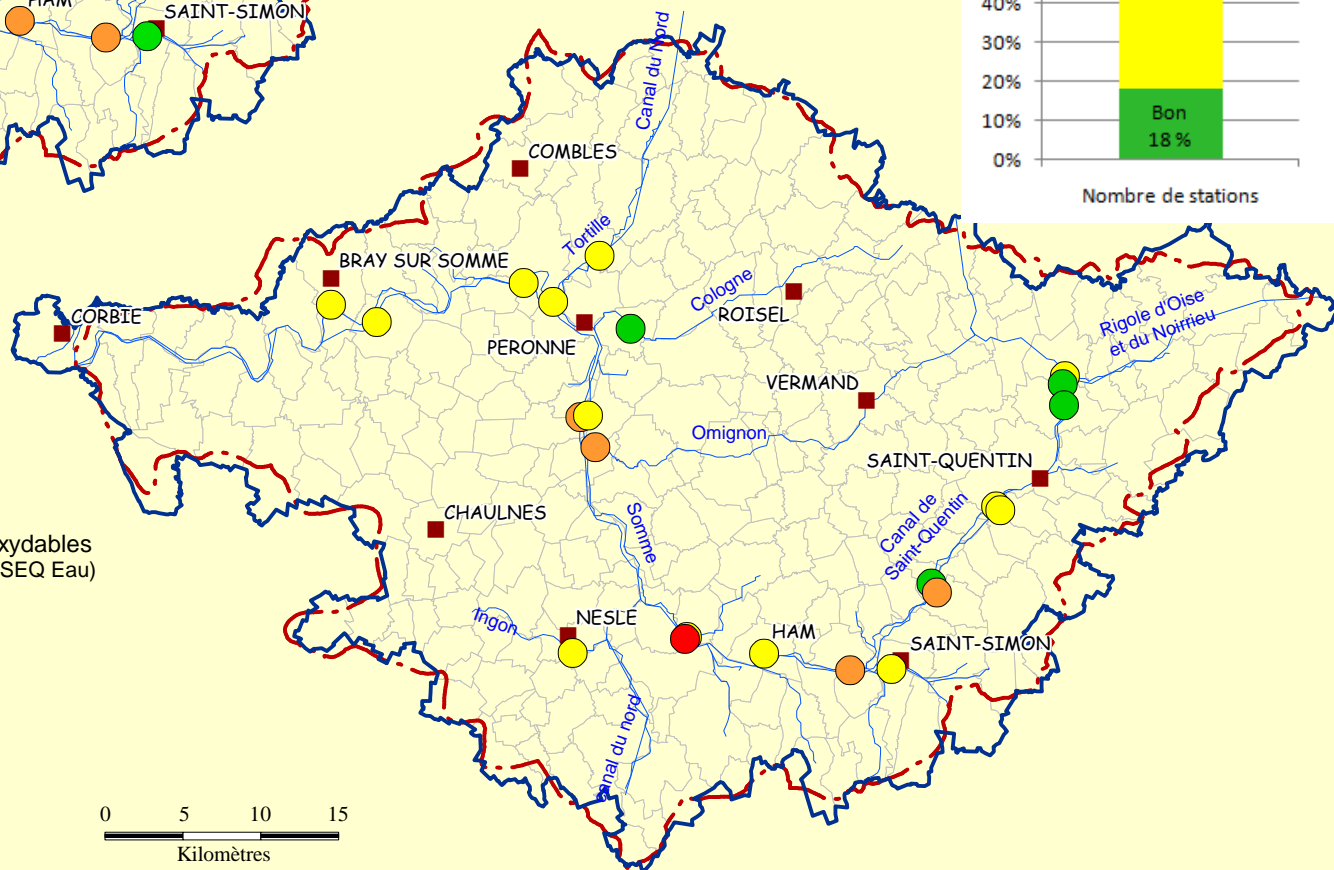 HAM
SAINT-SIMON
40%
30%
20%
10%
0%
Bon
18 %
Nombre de stations
Canal du Nord
COMBLES
Tortille
BRAY SUR SOMME
Cologne
ROISEL
CORBIE
PERONNE
Rigole d'Oise
et du Noirrieu
VERMAND
Omignon
SAINT-QUENTIN
CHAULNES
Somme
Canal de
Saint-Quentin
xydables
SEQ Eau)
Ingon
NESLE
HAM
SAINT-SIMON
anal du nord
0 5 10 15
Kilomètres